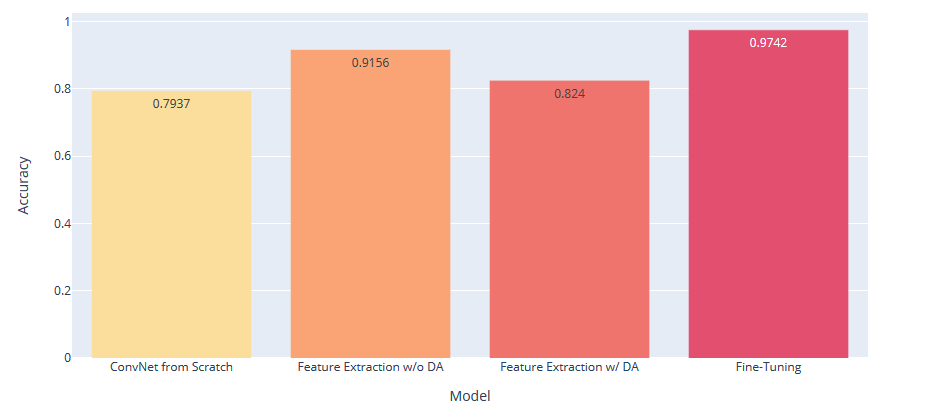 1
0.8
0.6
0.4
0.2
0
Accuracy
0.7937
0.9156
0.824
0.9742
ConvNet from Scratch
Feature Extraction w/o DA
Feature Extraction w/ DA
Fine-Tuning
Model